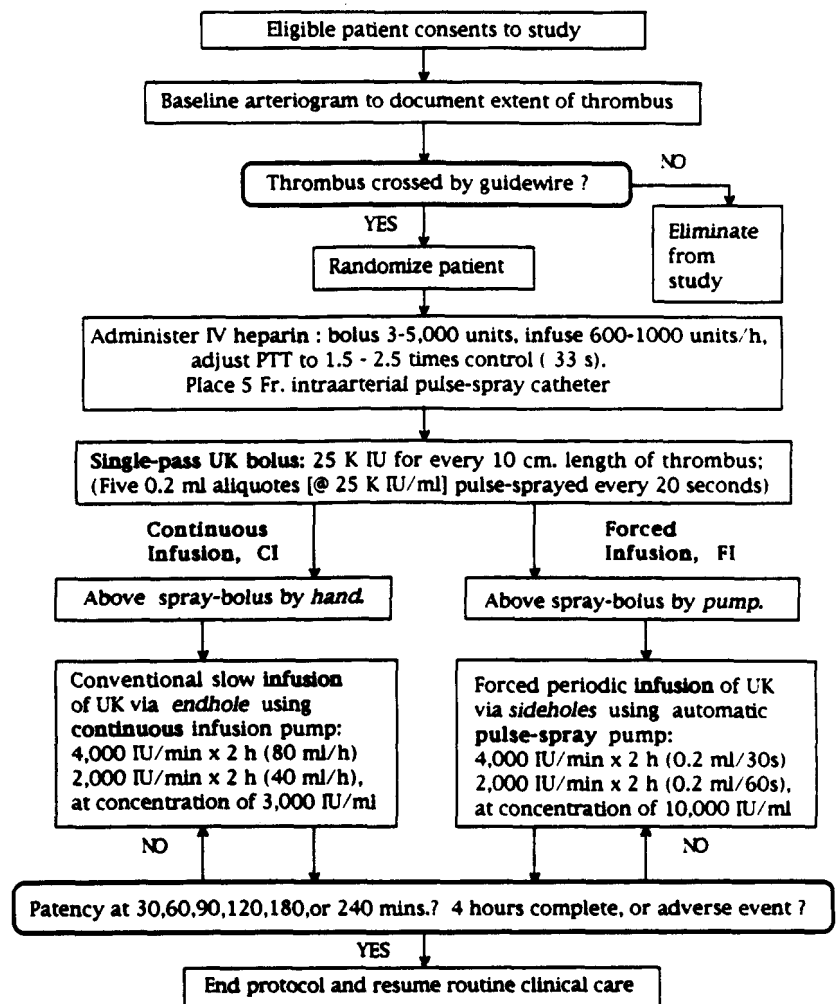 Eligible patient consents to study
Baseline arteriogram to document extent of thrombus
Thrombus crossed by guidewire ?
NO
YES
Eliminate
from
study
Randomize patient
Administer IV heparin : bolus 3-5,000 units, infuse 600-1000 units/h,
adjust PTT to 1.5 - 2.5 times control ( 33 s).
Place 5 Fr. intraarterial pulse-spray catheter
Single-pass UK bolus: 25 K IU for every 10 cm. length of thrombus;
(Five 0.2 ml aliquotes [@ 25 K IU/ml] pulse-sprayed every 20 seconds)
Continuous
Infusion, CI
Forced
Infusion, FI
Above spray-bolus by hand.
Above spray-bolus by pump.
Conventional slow infusion
of UK via endhole using
continuous infusion pump:
4,000 IU/min x 2 h (80 ml/h)
2,000 IU/min x 2 h (40 ml/h),
at concentration of 3,000 IU/ml
Forced periodic infusion of UK
via sideholes using automatic
pulse-spray pump:
4,000 IU/min x 2 h (0.2 ml/30s)
2,000 IU/min x 2 h (0.2 ml/60s),
at concentration of 10,000 IU/ml
NO
NO
Patency at 30,60,90,120,180,or 240 mins.? 4 hours complete, or adverse event ?
YES
End protocol and resume routine clinical care